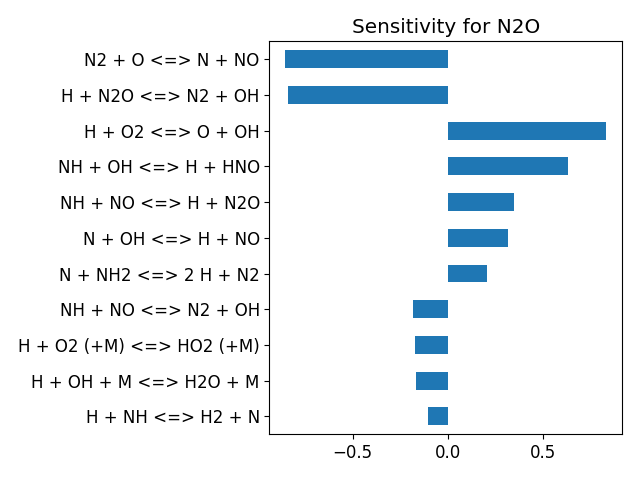 Sensitivity for N2O
N2 + O <=> N + NO
H + N2O <=> N2 + OH
H + O2 <=> O + OH
NH + OH <=> H + HNO
NH + NO <=> H + N2O
N + OH <=> H + NO
N + NH2 <=> 2 H + N2
NH + NO <=> N2 + OH
H + O2 (+M) <=> HO2 (+M)
H + OH + M <=> H2O + M
H + NH <=> H2 + N
−0.5 0.0 0.5